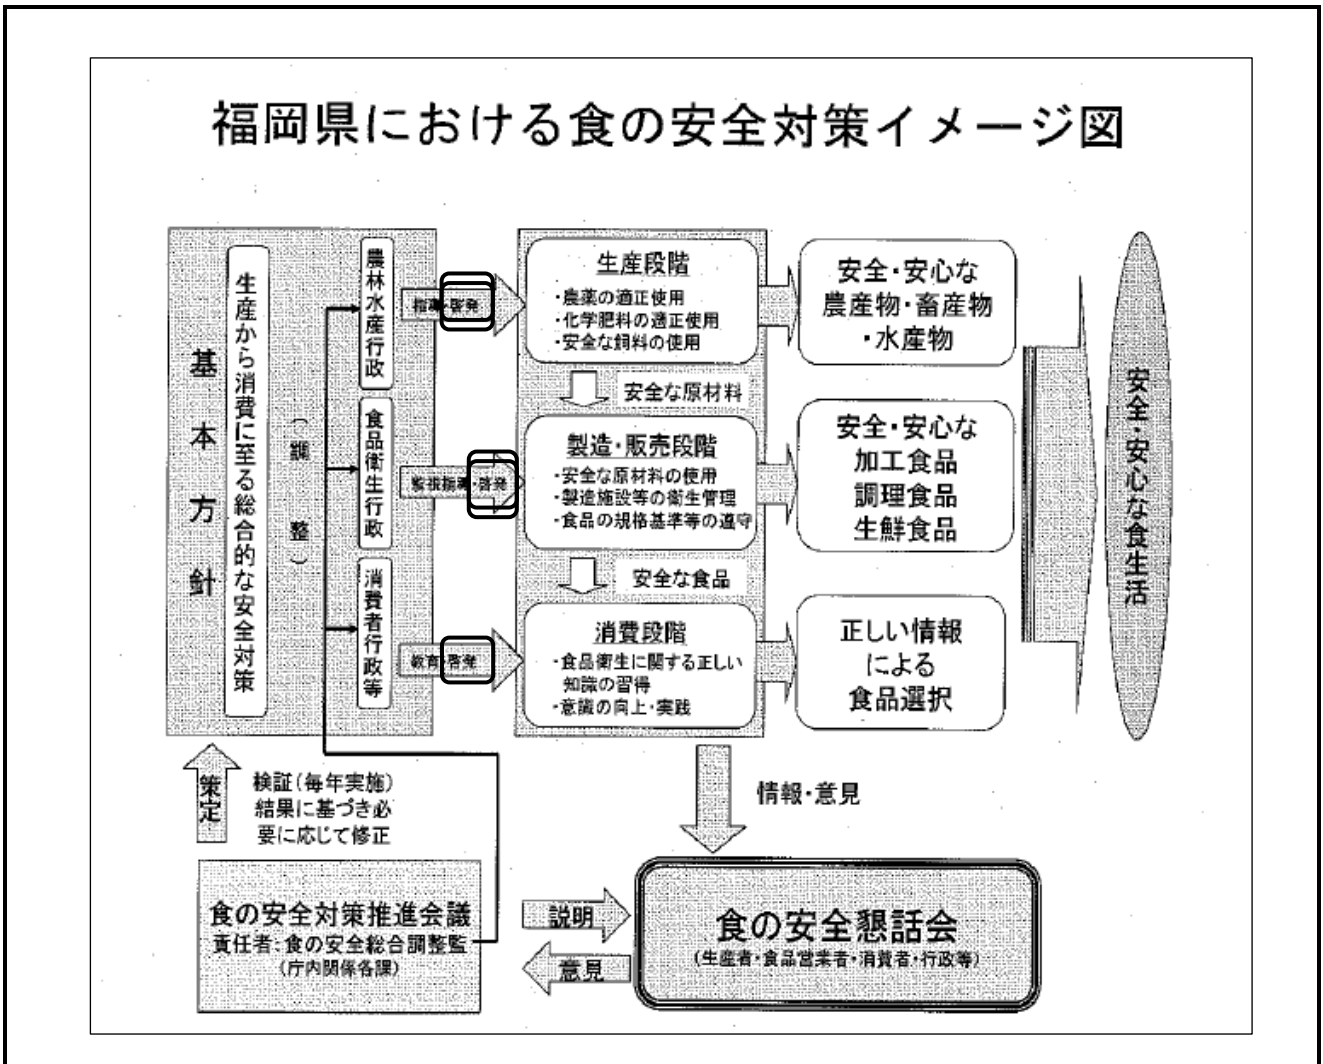 福岡県における食の安全対策イメージ図
基本方針
生産から消費に至る総合的な安全対策
（調整）
農林水産行政
食品衛生行政
消費者行政等
指導・啓発
監視指導・啓発
教育・啓発
生産段階
・農薬の適正使用
・化学肥料の適正使用
・安全な飼料の使用
安全な原材料
製造・販売段階
・安全な原材料の使用
・製造施設等の衛生管理
・食品の規格基準等の遵守
安全な食品
消費段階
・食品衛生に関する正しい
知識の習得
・意識の向上・実践
安全・安心な
農産物・畜産物
・水産物
安全・安心な
加工食品
調理食品
生鮮食品
正しい情報
による
食品選択
安全・安心な食生活
策定
検証（毎年実施）
結果に基づき必
要に応じて修正
情報・意見
食の安全対策推進会議
責任者：食の安全総合調整監
（庁内関係各課）
説明
意見
食の安全懇話会
（生産者・食品営業者・消費者・行政等）